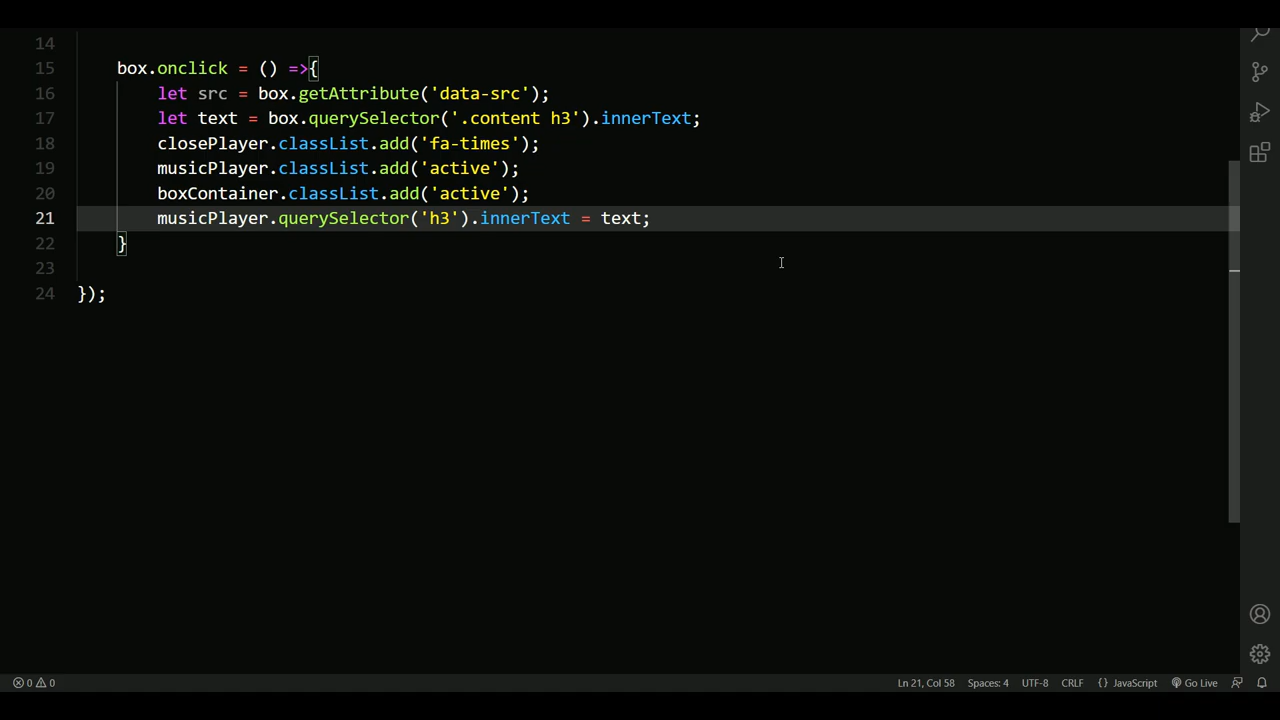 14
15 box.onclick = () =>{
16 let src = box.getAttribute('data-src');
17 let text = box.querySelector('.content h3').innerText;
18 closePlayer.classList.add('fa-times');
19 musicPlayer.classList.add('active');
20 boxContainer.classList.add('active');
21 musicPlayer.querySelector('h3').innerText = text;
22 }
23
24 });
0 0 Ln 21, Col 58 Spaces: 4 UTF-8 CRLF {} JavaScript Go Live